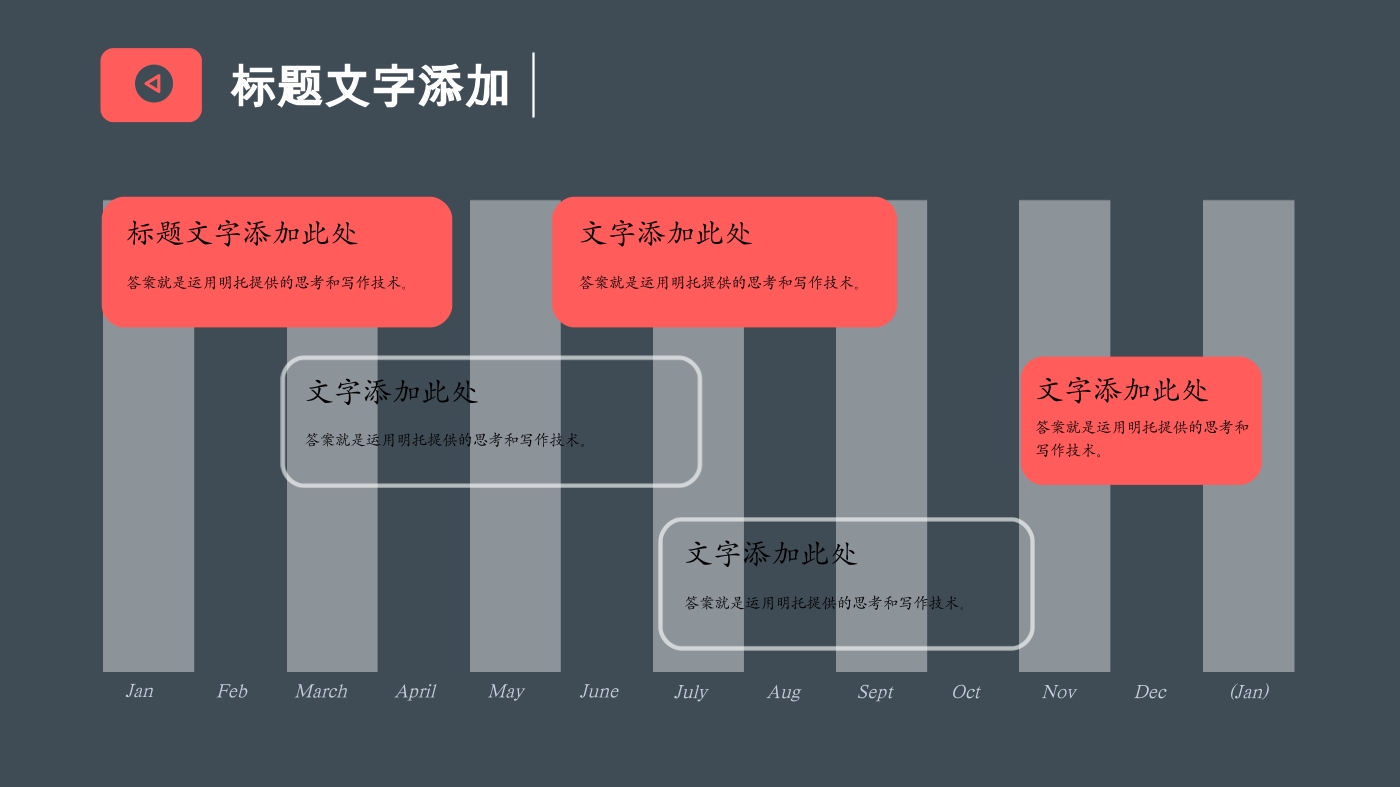 标题文字添加
标题文字添加此处
答案就是运用明托提供的思考和写作技术。
文字添加此处
答案就是运用明托提供的思考和写作技术。
文字添加此处
答案就是运用明托提供的思考和写作技术。
文字添加此处
答案就是运用明托提供的思考和
写作技术。
文字添加此处
答案就是运用明托提供的思考和写作技术。
Jan Feb March April May June July Aug Sept Oct Nov Dec (Jan)